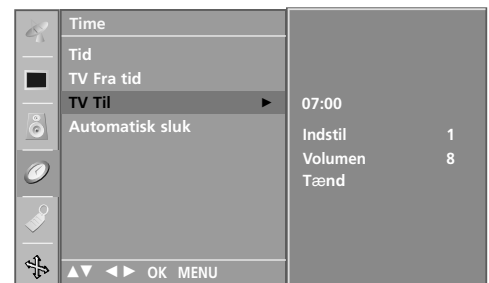 Time
Tid
TV Fra tid
TV Til ►
Automatisk sluk
▲▼ ◄► OK MENU
07:00
Indstil 1
Volumen 8
Tænd